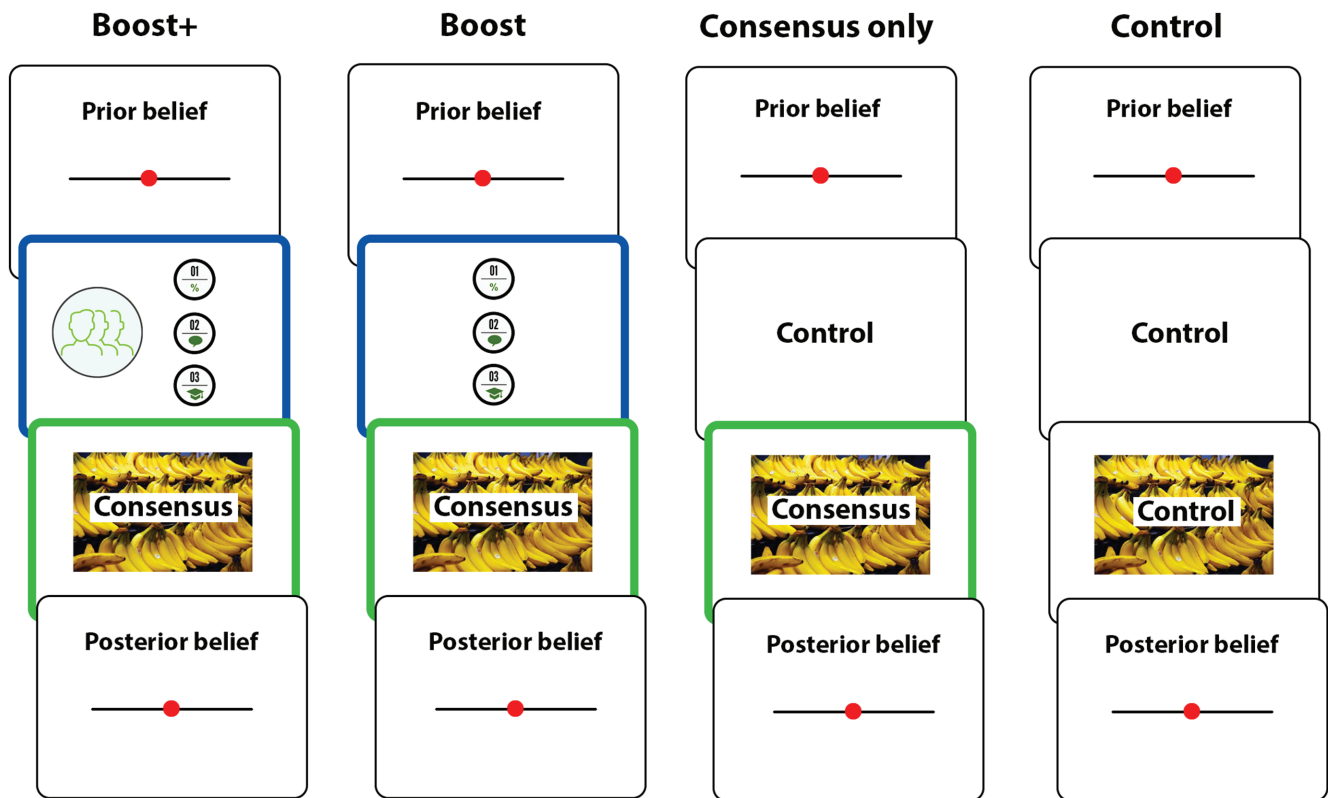 Boost+
Boost
Consensus only
Control
Prior belief
Prior belief
Prior belief
Prior belief
01
%
02
03
01
%
02
03
Control
Control
Consensus
Consensus
Consensus
Control
Posterior belief
Posterior belief
Posterior belief
Posterior belief